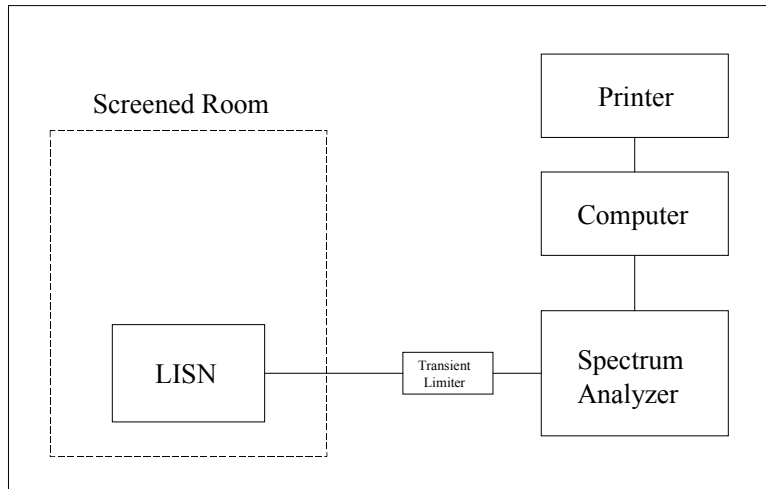 Screened Room
Printer
Computer
LISN
Transient
Limiter
Spectrum
Analyzer